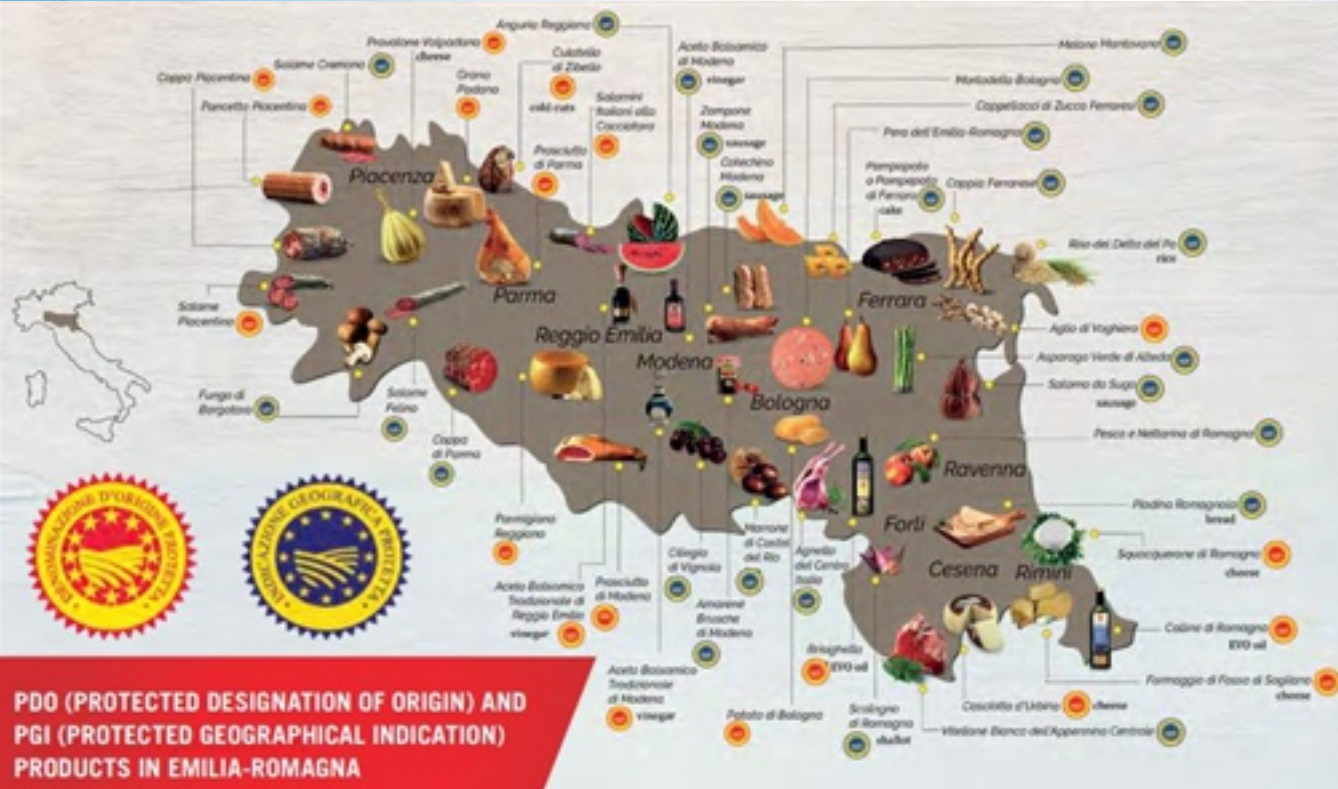 Anguria Reggiana
Provolone Valpadana
cheese
Salame Cremona
Coppa Piacentina
Pancetta Piacentina
Grana
Padano
Culatello
di Zibello
cold cuts
Salamini
Italiani alla
Cacciatora
Prosciutto
di Parma
Aceto Balsamico
di Modena
vinegar
Zampone
Modena
sausage
Cotechino
Modena
sausage
Melone Mantovano
Mortadella Bologna
Cappellacci di Zucca Ferraresi
Pera dell'Emilia-Romagna
Pampepato
o Pampapato
di Ferrara
cake
Coppia Ferrarese
Riso del Delta del Po
rice
Aglio di Voghiera
Asparago Verde di Altedo
Salama da Sugo
sausage
Pesca e Nettarina di Romagna
Piadina Romagnola
bread
Squacquerone di Romagna
cheese
Colline di Romagna
EVO oil
Formaggio di Fossa di Sogliano
cheese
Casciotta d'Urbino
cheese
Vitellone Bianco dell'Appennino Centrale
Piacenza
Parma
Reggio Emilia
Modena
Bologna
Ferrara
Ravenna
Forlì
Cesena
Rimini
Salame
Piacentino
Fungo di
Borgotaro
Salame
Felino
Coppa
di Parma
Parmigiano
Reggiano
Aceto Balsamico
Tradizionale di
Reggio Emilia
vinegar
Prosciutto
di Modena
Aceto Balsamico
Tradizionale
di Modena
vinegar
Ciliegia
di Vignola
Amarene
Brusche
di Modena
Marrone
di Castel
del Rio
Agnello
del Centro
Italia
Patata di Bologna
Brisighella
EVO oil
Scalogno
di Romagna
shallot
DENOMINAZIONE D'ORIGINE PROTETTA
INDICAZIONE GEOGRAFICA PROTETTA
PDO (PROTECTED DESIGNATION OF ORIGIN) AND
PGI (PROTECTED GEOGRAPHICAL INDICATION)
PRODUCTS IN EMILIA-ROMAGNA